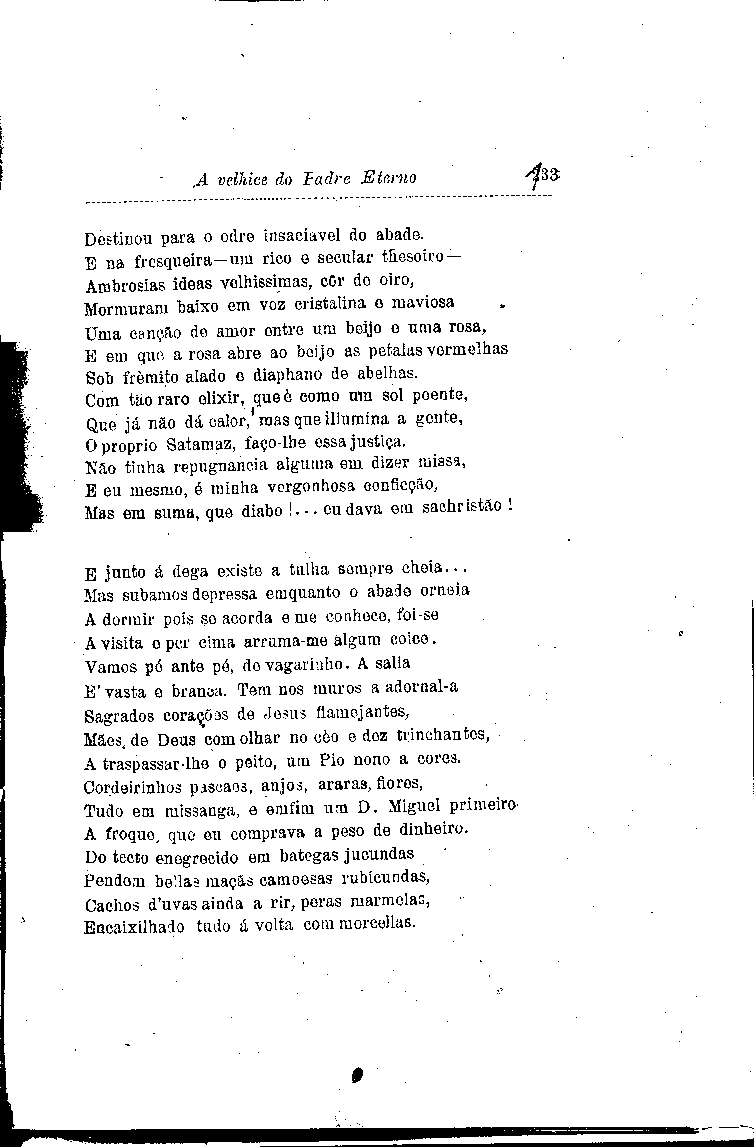 A velhice do Padre Eterno 133
Destinou para o odre insaciavel do abade.
E na fresqueira—um rico e secular thesoiro—
Ambrosias ideas velhissimas, côr do oiro,
Mormuram baixo em voz cristalina e maviosa
Uma canção de amor entre um beijo e uma rosa,
E em que a rosa abre ao beijo as petalas vermelhas
Sob frèmito alado e diaphano de abelhas.
Com tão raro elixir, que é como um sol poente,
Que já não dá calor, mas que illumina a gente,
O proprio Satamaz, faço-lhe essa justiça.
Não tinha repugnancia alguma em dizer missa,
E eu mesmo, é minha vergonhosa conficção,
Mas em suma, que diabo!... eu dava em sachristão!
E junto á dega existe a tulha sempre cheia...
Mas subamos depressa emquanto o abade orneia
A dormir pois se acorda e me conhece, foi-se
A visita e per cima arruma-me algum coice.
Vamos pé ante pé, de vagarinho. A salla
E' vasta e branca. Tem nos muros a adornal-a
Sagrados corações de Jesus flamejantes,
Mães, de Deus com olhar no cèo e dez trinchantes,
A traspassar-lhe o peito, um Pio nono a cores.
Cordeirinhos pascaes, anjos, araras, flores,
Tudo em missanga, e emfim um D. Miguel primeiro
A froque, que eu comprava a peso de dinheiro.
Do tecto enegrecido em bategas jucundas
Pendem bellas maçãs camoesas rubicundas,
Cachos d'uvas ainda a rir, peras marmelas,
Encaixilhado tudo á volta com morcellas.